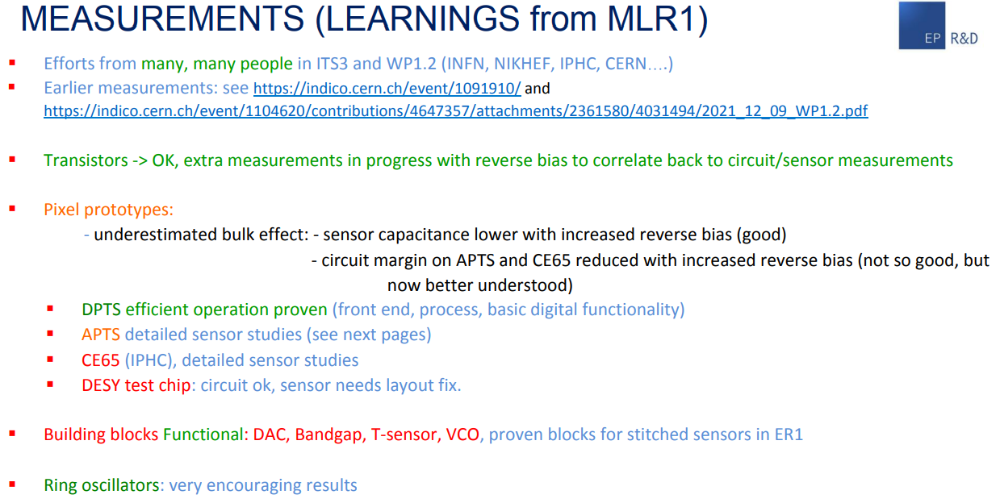 MEASUREMENTS (LEARNINGS from MLR1)
EP R&D
▪ Efforts from many, many people in ITS3 and WP1.2 (INFN, NIKHEF, IPHC, CERN….)
▪ Earlier measurements: see https://indico.cern.ch/event/1091910/ and
https://indico.cern.ch/event/1104620/contributions/4647357/attachments/2361580/4031494/2021_12_09_WP1.2.pdf
▪ Transistors -> OK, extra measurements in progress with reverse bias to correlate back to circuit/sensor measurements
▪ Pixel prototypes:
- underestimated bulk effect: - sensor capacitance lower with increased reverse bias (good)
- circuit margin on APTS and CE65 reduced with increased reverse bias (not so good, but
now better understood)
▪ DPTS efficient operation proven (front end, process, basic digital functionality)
▪ APTS detailed sensor studies (see next pages)
▪ CE65 (IPHC), detailed sensor studies
▪ DESY test chip: circuit ok, sensor needs layout fix.
▪ Building blocks Functional: DAC, Bandgap, T-sensor, VCO, proven blocks for stitched sensors in ER1
▪ Ring oscillators: very encouraging results